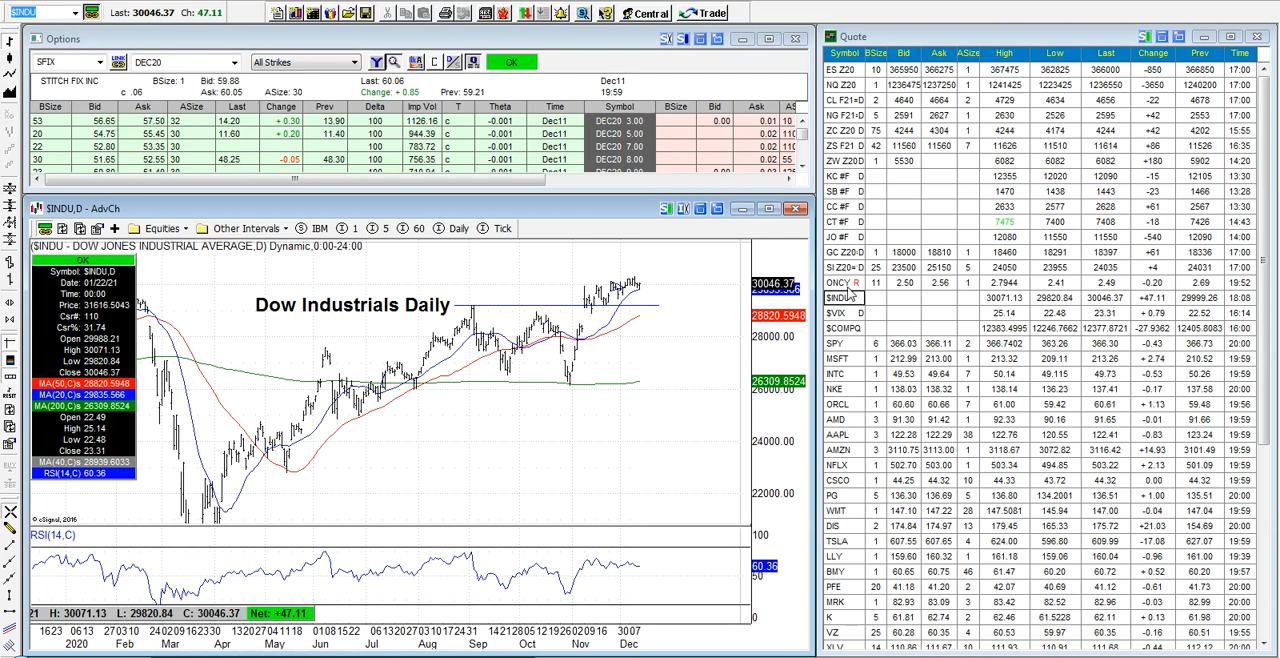 $INDU Last: 30046.37 Ch: 47.11 Central Trade
Options
SFIX LINK DEC20 All Strikes C OK
STITCH FIX INC BSize: 1 Bid: 59.88 Last: 60.06 Dec11
c .06 Ask: 60.05 ASize: 30 Change: + 0.85 Prev: 59.21 19:59
BSize Bid Ask ASize Last Change Prev Delta Imp Vol T Theta Time Symbol BSize Bid Ask AS
53 56.65 57.50 32 14.20 + 0.30 13.90 100 1126.16 c -0.001 Dec11 DEC20 3.00 0.00 0.01 10
20 54.75 55.45 32 11.60 + 0.20 11.40 100 944.39 c -0.001 Dec11 DEC20 5.00 0.02
22 52.80 53.35 32 100 783.72 c -0.001 Dec11 DEC20 7.00 0.02
30 51.65 52.55 30 48.25 -0.05 48.30 100 756.35 c -0.001 Dec11 DEC20 8.00 0.02 55
$INDU,D - AdvCh
Equities Other Intervals IBM 1 5 60 Daily Tick
($INDU - DOW JONES INDUSTRIAL AVERAGE,D) Dynamic,0:00-24:00
OK
Symbol: $INDU,D
Date: 01/22/21
Time: 00:00
Price: 31616.5043
Csr#: 110
Csr%: 31.74
Open 29988.21
High 30071.13
Low 29820.84
Close 30046.37
MA(50,C)s 28820.5948
MA(20,C)s 29835.566
MA(200,C)s 26309.8524
Open 22.49
High 25.14
Low 22.48
Close 23.31
MA(40,C)s 28939.6033
RSI(14,C) 60.36
Dow Industrials Daily
30046.37
28820.5948
28000.00
26309.8524
26000.00
24000.00
22000.00
© eSignal, 2016
RSI(14,C)
100
60.36
50
0
21 H: 30071.13 L: 29820.84 C: 30046.37 Net: +47.11
2020 Feb Mar Apr May Jun Jul Aug Sep Oct Nov Dec
Quote
Symbol BSize Bid Ask ASize High Low Last Change Prev Time
ES Z20 10 365950 366275 1 367475 362825 366000 -850 366850 17:00
NQ Z20 1 1236475 1237250 1 1241425 1223425 1236550 -3650 1240200 17:00
CL F21=D 2 4640 4664 2 4729 4634 4656 -22 4678 17:00
NG F21=D 5 2591 2627 1 2630 2526 2595 +42 2553 17:00
ZC Z20 D 75 4244 4304 1 4244 4174 4244 +42 4202 15:55
ZS F21 D 42 11560 11560 7 11626 11510 11614 +86 11526 16:35
ZW Z20 D 1 5530 6082 6082 6082 +180 5902 14:20
KC #F D 12355 12020 12090 -15 12105 13:30
SB #F D 1470 1438 1443 -23 1466 13:28
CC #F D 2633 2577 2628 +61 2567 13:30
CT #F D 7475 7400 7408 -18 7426 14:43
JO #F D 12080 11550 11550 -540 12090 14:00
GC Z20=D 1 18000 18810 1 18460 18291 18397 +61 18336 17:00
SI Z20=D 25 23500 25150 5 24050 23955 24035 +4 24031 17:00
ONCY R 11 2.50 2.56 1 2.7944 2.41 2.49 -0.20 2.69 19:52
$INDU 30071.13 29820.84 30046.37 +47.11 29999.26 18:08
$VIX D 25.14 22.48 23.31 + 0.79 22.52 16:14
$COMPQ 12383.4995 12246.7662 12377.8721 -27.9362 12405.8083 16:00
SPY 6 366.03 366.11 2 366.7402 363.26 366.30 -0.43 366.73 20:00
MSFT 1 212.99 213.00 1 213.32 209.11 213.26 + 2.74 210.52 19:59
INTC 1 49.53 49.64 7 50.14 49.115 49.73 -0.53 50.26 19:59
NKE 1 138.03 138.32 1 138.14 136.23 137.41 -0.17 137.58 20:00
ORCL 1 60.60 60.66 7 61.00 59.42 60.61 + 1.13 59.48 19:56
AMD 3 91.30 91.42 1 92.33 90.16 91.65 -0.01 91.66 19:59
AAPL 3 122.28 122.29 38 122.76 120.55 122.41 -0.83 123.24 19:59
AMZN 3 3110.75 3113.00 1 3118.67 3072.82 3116.42 +14.93 3101.49 19:59
NFLX 1 502.70 503.00 1 503.34 494.85 503.22 + 2.13 501.09 19:59
CSCO 1 44.25 44.32 10 44.33 43.72 44.32 0.00 44.32 19:59
PG 5 136.30 136.69 5 136.80 134.2001 136.51 + 1.00 135.51 20:00
WMT 1 147.10 147.22 28 147.5081 145.91 147.00 -0.04 147.04 19:59
DIS 2 174.84 174.97 13 179.45 165.33 175.72 +21.03 154.69 20:00
TSLA 1 607.55 607.65 4 624.00 596.80 609.99 -17.08 627.07 19:59
LLY 1 159.60 160.32 1 161.18 159.06 160.04 -0.96 161.00 19:39
BMY 1 60.65 60.75 46 61.47 60.20 60.72 + 0.52 60.20 19:57
PFE 20 41.18 41.20 2 42.07 40.69 41.12 -0.61 41.73 20:00
MRK 1 82.93 83.09 3 83.42 82.52 82.96 -0.03 82.99 20:00
C 1 61.81 62.74 2 62.46 61.5228 62.11 + 0.13 61.98 20:00
VZ 25 60.28 60.35 4 60.53 59.97 60.35 -0.16 60.51 19:55